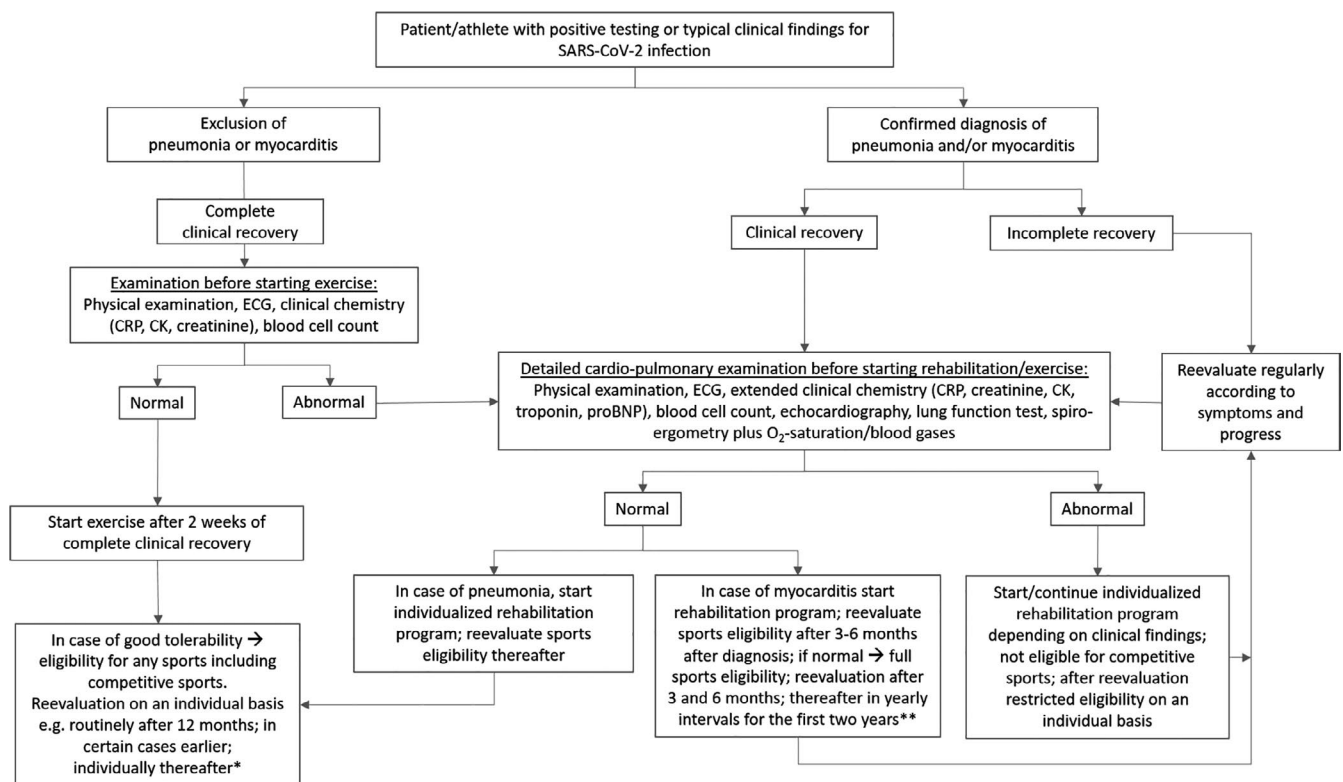 Patient/athlete with positive testing or typical clinical findings for
SARS-CoV-2 infection
Exclusion of
pneumonia or myocarditis
Confirmed diagnosis of
pneumonia and/or myocarditis
Complete
clinical recovery
Clinical recovery
Incomplete recovery
Examination before starting exercise:
Physical examination, ECG, clinical chemistry
(CRP, CK, creatinine), blood cell count
Normal
Abnormal
Detailed cardio-pulmonary examination before starting rehabilitation/exercise:
Physical examination, ECG, extended clinical chemistry (CRP, creatinine, CK,
troponin, proBNP), blood cell count, echocardiography, lung function test, spiro-
ergometry plus O₂-saturation/blood gases
Reevaluate regularly
according to
symptoms and
progress
Normal
Abnormal
Start exercise after 2 weeks of
complete clinical recovery
In case of good tolerability → 
eligibility for any sports including
competitive sports.
Reevaluation on an individual basis
e.g. routinely after 12 months; in
certain cases earlier;
individually thereafter*
In case of pneumonia, start
individualized rehabilitation
program; reevaluate sports
eligibility thereafter
In case of myocarditis start
rehabilitation program; reevaluate
sports eligibility after 3-6 months
after diagnosis; if normal → full
sports eligibility; reevaluation after
3 and 6 months; thereafter in yearly
intervals for the first two years**
Start/continue individualized
rehabilitation program
depending on clinical findings;
not eligible for competitive
sports; after reevaluation
restricted eligibility on an
individual basis